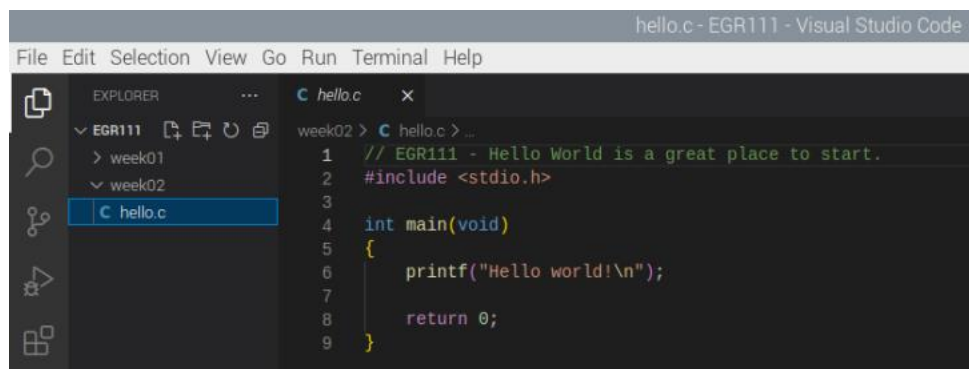 hello.c - EGR111 - Visual Studio Code
File Edit Selection View Go Run Terminal Help
EXPLORER ...
EGR111
week01
week02
C hello.c
C hello.c ×
week02 > C hello.c > ...
1 // EGR111 - Hello World is a great place to start.
2 #include <stdio.h>
3
4 int main(void)
5 {
6 printf("Hello world!\n");
7
8 return 0;
9 }